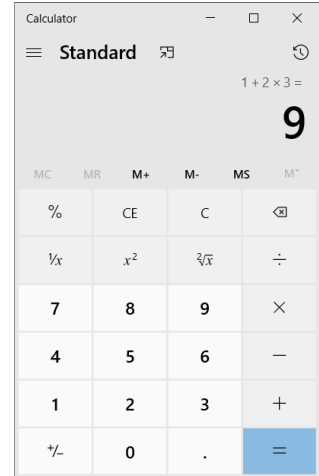 Calculator
Standard
1 + 2 × 3 =
9
MC MR M+ M- MS M˅
% CE C
¹⁄x x² ²√x ÷
7 8 9 ×
4 5 6 −
1 2 3 +
+/− 0 . =